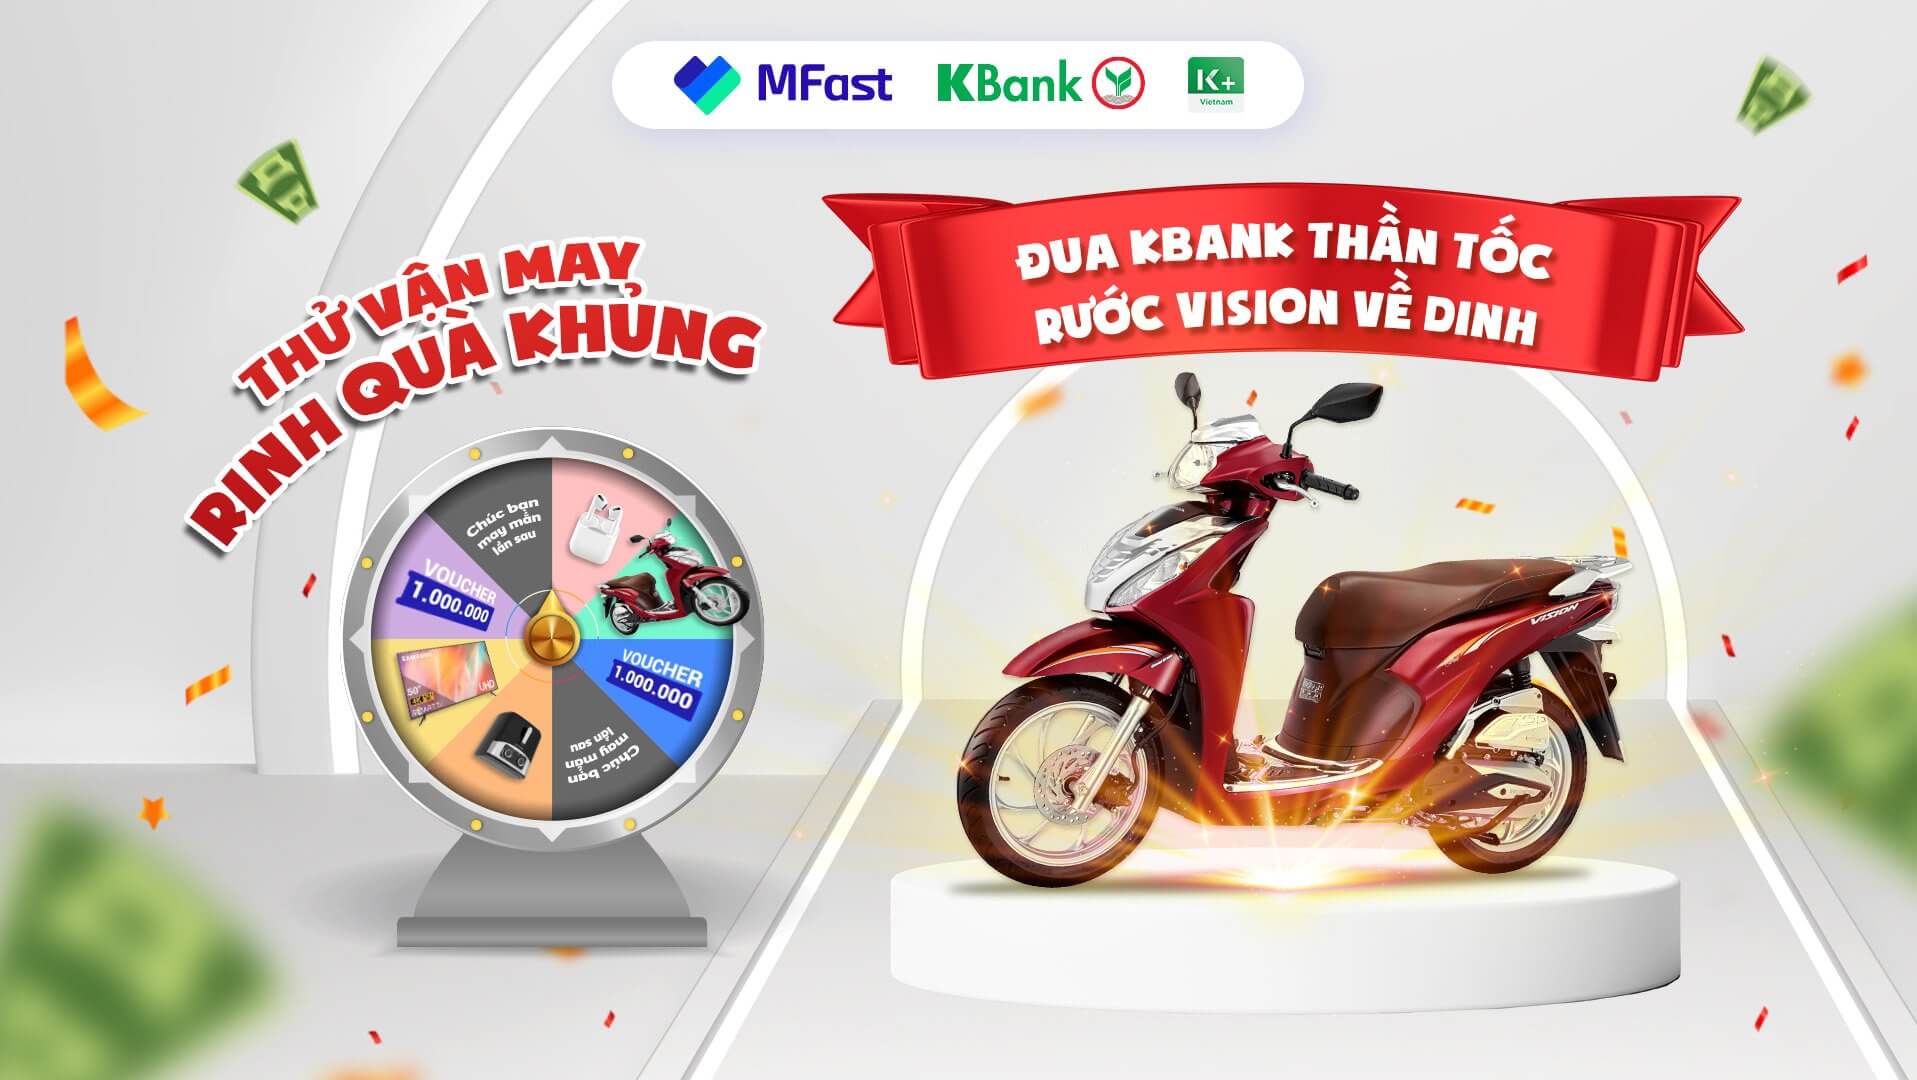 MFast
KBank
K+
Vietnam
THỬ VẬN MAY
RINH QUÀ KHỦNG
ĐUA KBANK THẦN TỐC
RƯỚC VISION VỀ DINH
Chúc bạn
may mắn
lần sau
VOUCHER
1.000.000
VOUCHER
1.000.000
50"
UHD
Chúc bạn
may mắn
lần sau
VISION